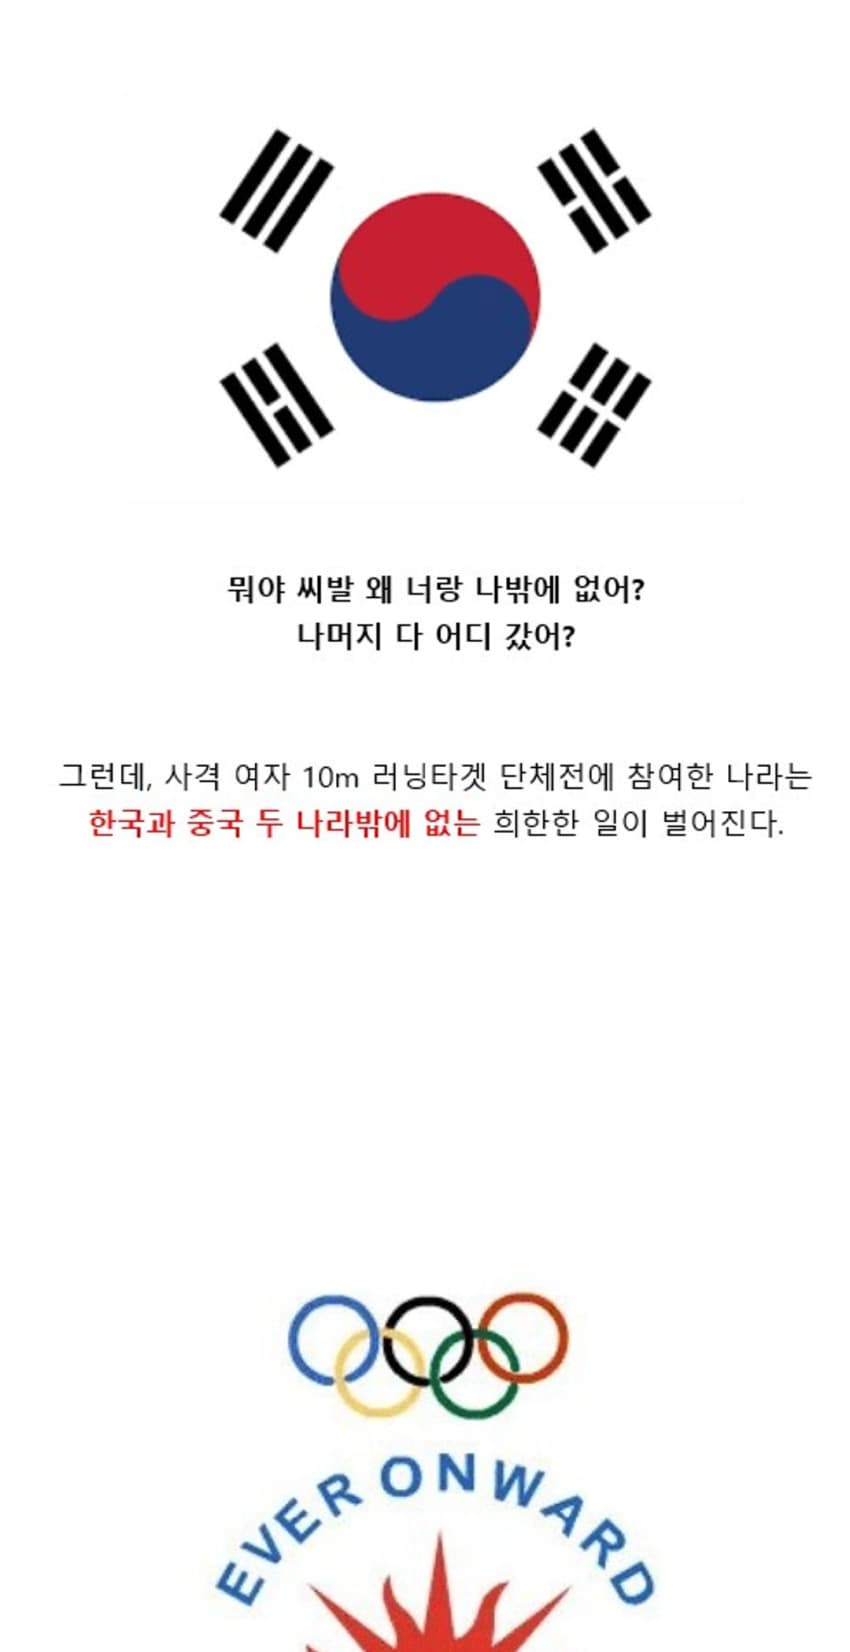 뭐야 씨발 왜 너랑 나밖에 없어?
나머지 다 어디 갔어?
그런데, 사격 여자 10m 러닝타겟 단체전에 참여한 나라는
한국과 중국 두 나라밖에 없는 희한한 일이 벌어진다.
EVER ONWARD